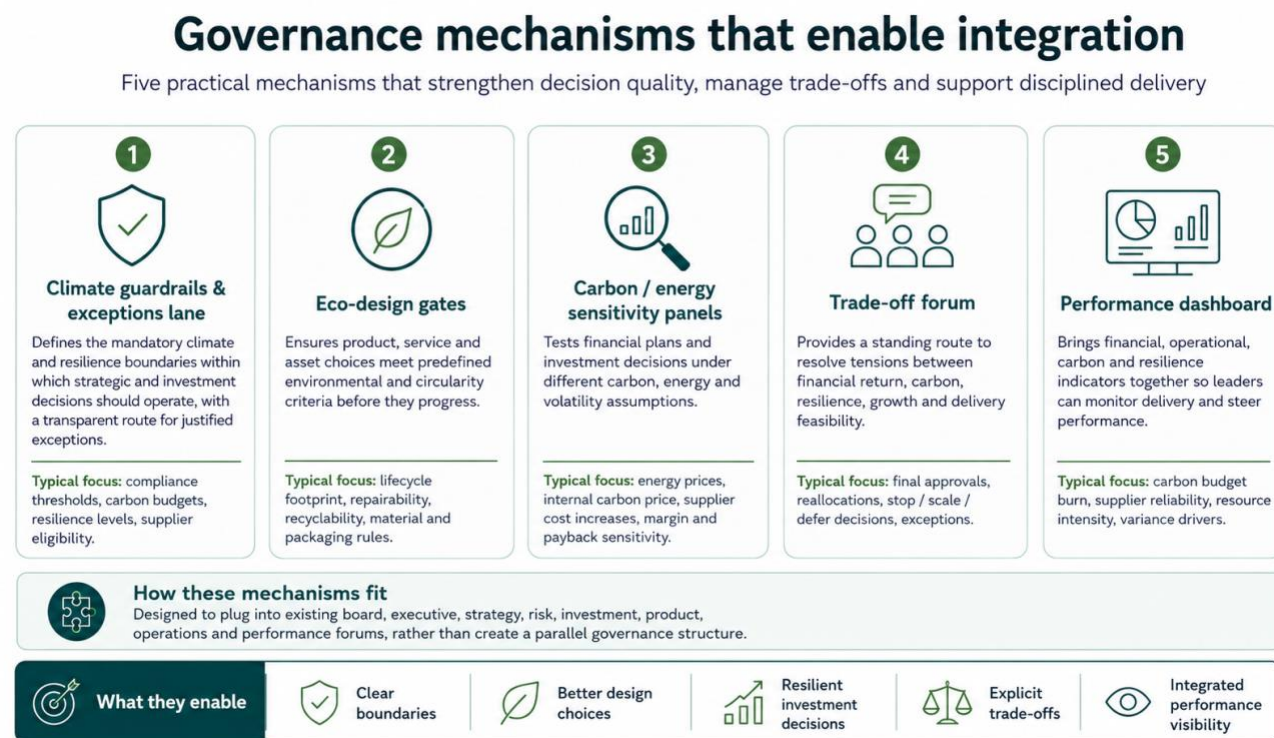 Governance mechanisms that enable integration
Five practical mechanisms that strengthen decision quality, manage trade-offs and support disciplined delivery
1
Climate guardrails &
exceptions lane
Defines the mandatory climate
and resilience boundaries within
which strategic and investment
decisions should operate, with
a transparent route for justified
exceptions.
Typical focus: compliance
thresholds, carbon budgets,
resilience levels, supplier
eligibility.
2
Eco-design gates
Ensures product, service and
asset choices meet predefined
environmental and circularity
criteria before they progress.
Typical focus: lifecycle
footprint, repairability,
recyclability, material and
packaging rules.
3
Carbon / energy
sensitivity panels
Tests financial plans and
investment decisions under
different carbon, energy and
volatility assumptions.
Typical focus: energy prices,
internal carbon price, supplier
cost increases, margin and
payback sensitivity.
4
Trade-off forum
Provides a standing route to
resolve tensions between
financial return, carbon,
resilience, growth and delivery
feasibility.
Typical focus: final approvals,
reallocations, stop / scale /
defer decisions, exceptions.
5
Performance dashboard
Brings financial, operational,
carbon and resilience
indicators together so leaders
can monitor delivery and steer
performance.
Typical focus: carbon budget
burn, supplier reliability, resource
intensity, variance drivers.
How these mechanisms fit
Designed to plug into existing board, executive, strategy, risk, investment, product,
operations and performance forums, rather than create a parallel governance structure.
What they enable
Clear
boundaries
Better design
choices
Resilient
investment
decisions
Explicit
trade-offs
Integrated
performance
visibility